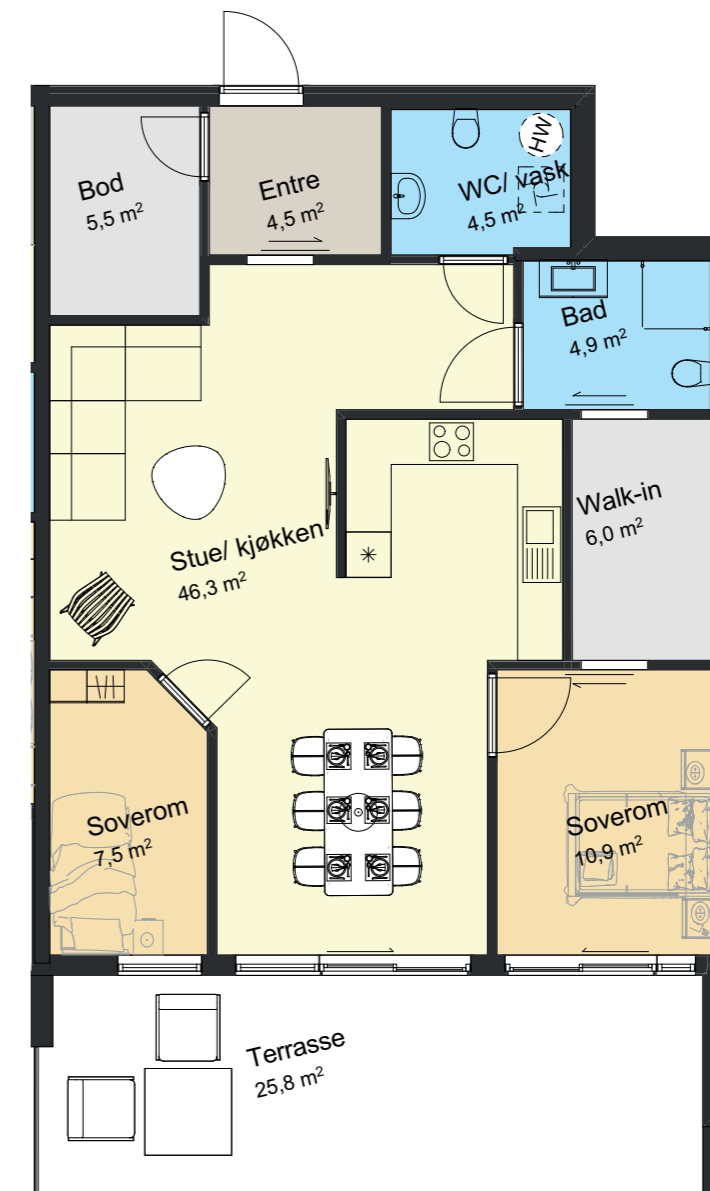 Bod
5,5 m²
Entre
4,5 m²
HW
WC/ vask
4,5 m²
Bad
4,9 m²
Walk-in
6,0 m²
Stue/ kjøkken
46,3 m²
Soverom
7,5 m²
Soverom
10,9 m²
Terrasse
25,8 m²